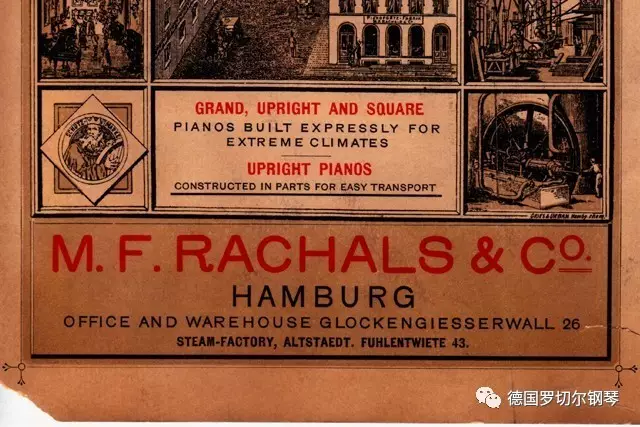 GRAND, UPRIGHT AND SQUARE
PIANOS BUILT EXPRESSLY FOR
EXTREME CLIMATES
UPRIGHT PIANOS
CONSTRUCTED IN PARTS FOR EASY TRANSPORT
M. F. RACHALS & Co.
HAMBURG
OFFICE AND WAREHOUSE GLOCKENGIESSERWALL 26
STEAM-FACTORY, ALTSTAEDT. FUHLENTWIETE 43.
德国罗切尔钢琴